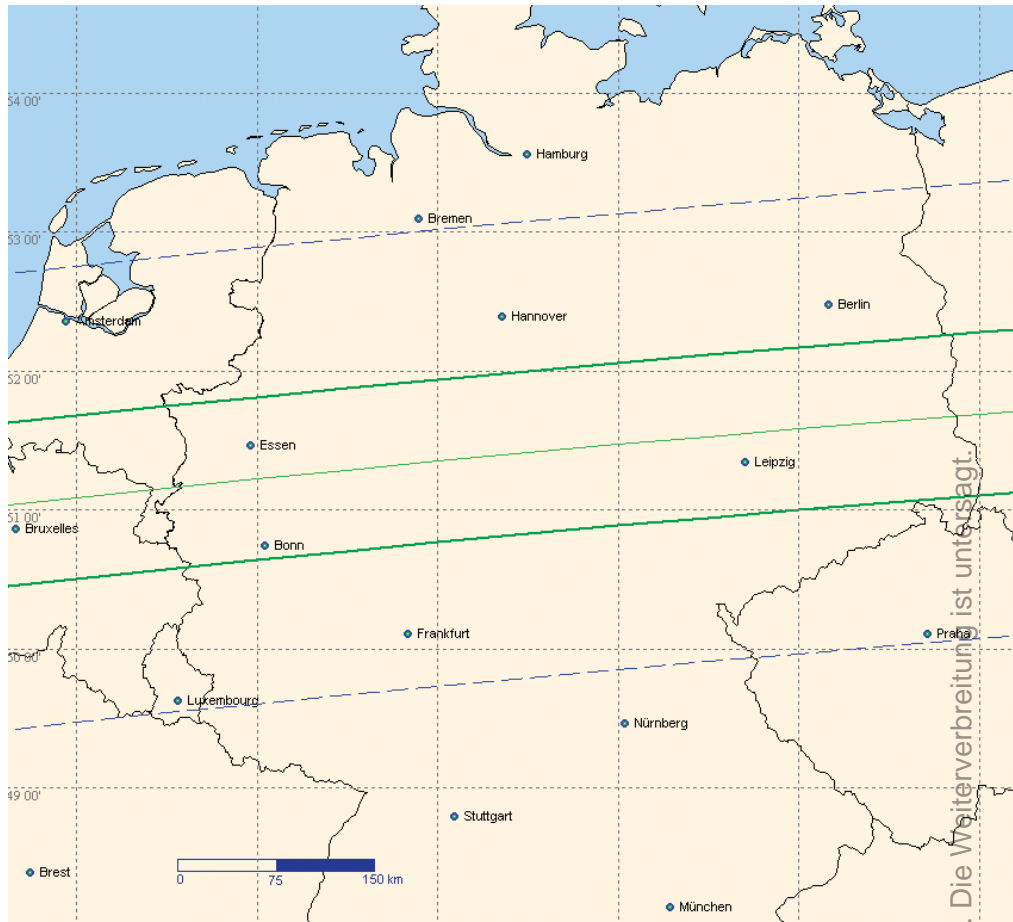 54 00'
Hamburg
Bremen
53 00'
Berlin
Hannover
Amsterdam
52 00'
Essen
Leipzig
51 00'
Bruxelles
Bonn
Frankfurt
Praha
50 00'
Luxembourg
Nürnberg
49 00'
Stuttgart
0 75 150 km
Brest
München
. Die Weiterverbreitung ist untersagt.